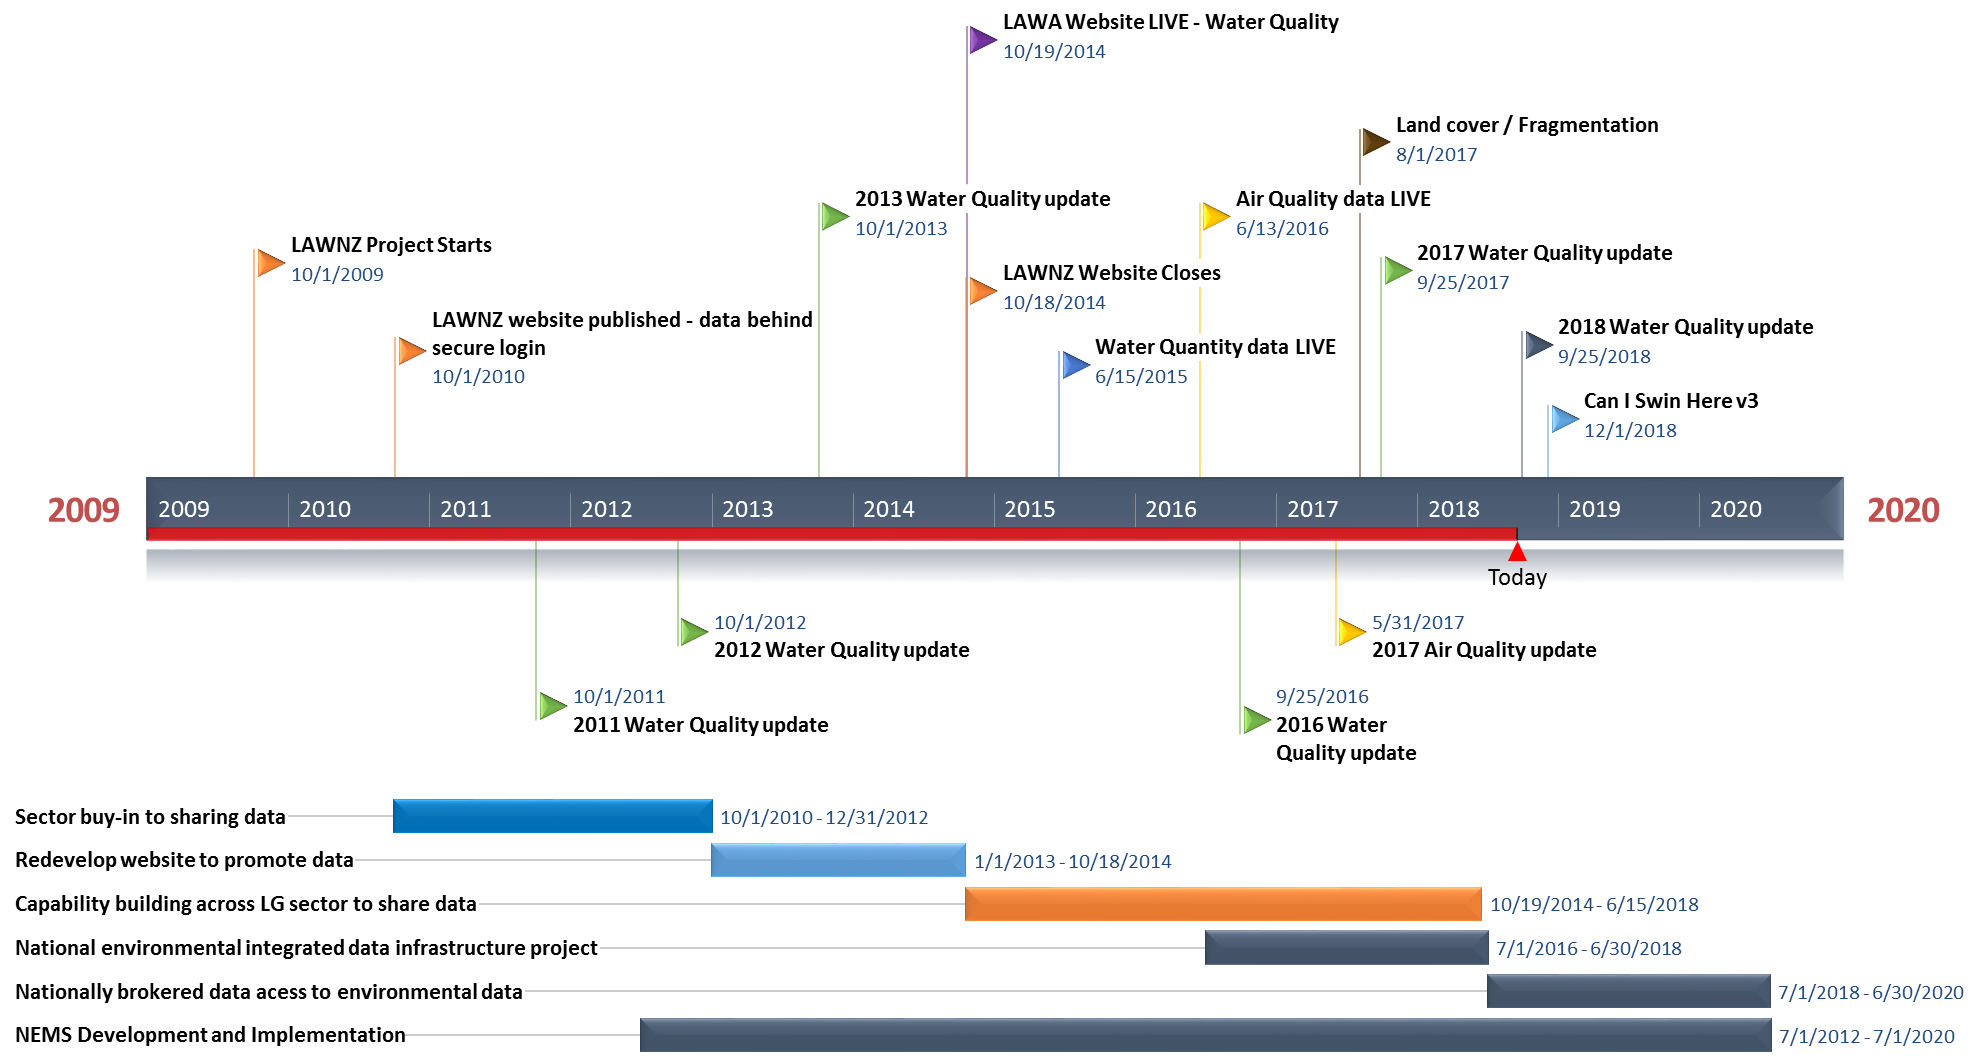 LAWA Website LIVE - Water Quality
10/19/2014
Land cover / Fragmentation
8/1/2017
2013 Water Quality update
10/1/2013
Air Quality data LIVE
6/13/2016
LAWNZ Project Starts
10/1/2009
2017 Water Quality update
9/25/2017
LAWNZ Website Closes
10/18/2014
LAWNZ website published - data behind
secure login
10/1/2010
2018 Water Quality update
9/25/2018
Water Quantity data LIVE
6/15/2015
Can I Swin Here v3
12/1/2018
2009 2009 2010 2011 2012 2013 2014 2015 2016 2017 2018 2019 2020 2020
Today
10/1/2012
2012 Water Quality update
5/31/2017
2017 Air Quality update
10/1/2011
2011 Water Quality update
9/25/2016
2016 Water
Quality update
Sector buy-in to sharing data 10/1/2010 - 12/31/2012
Redevelop website to promote data 1/1/2013 - 10/18/2014
Capability building across LG sector to share data 10/19/2014 - 6/15/2018
National environmental integrated data infrastructure project 7/1/2016 - 6/30/2018
Nationally brokered data acess to environmental data 7/1/2018 - 6/30/2020
NEMS Development and Implementation 7/1/2012 - 7/1/2020